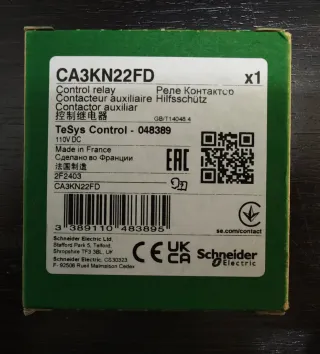 CA3KN22FD x1
Control relay Реле Контактор
Contacteur auxiliaire Hilfsschütz
Contactor auxiliar
控制继电器 GB/T14048.4
TeSys Control - 048389
110V DC
Made in France
Сделано во Франции
法国制造
2F2403
CA3KN22FD
EAC
3 389110 483895
Schneider Electric Ltd,
Stafford Park 5, Telford,
Shropshire TF3 3BL, UK
Schneider Electric, CS30323
F- 92506 Rueil Malmaison Cedex
CE UK CA
Schneider
Electric
se.com/contact